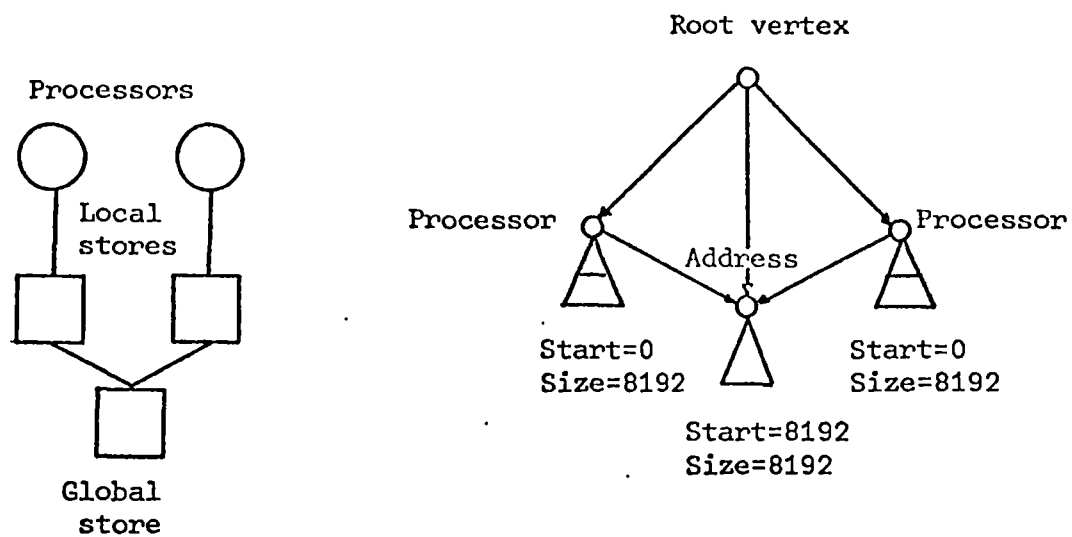 Processors
Local
stores
Global
store
Root vertex
Processor
Processor
Address
Start=0
Size=8192
Start=0
Size=8192
Start=8192
Size=8192